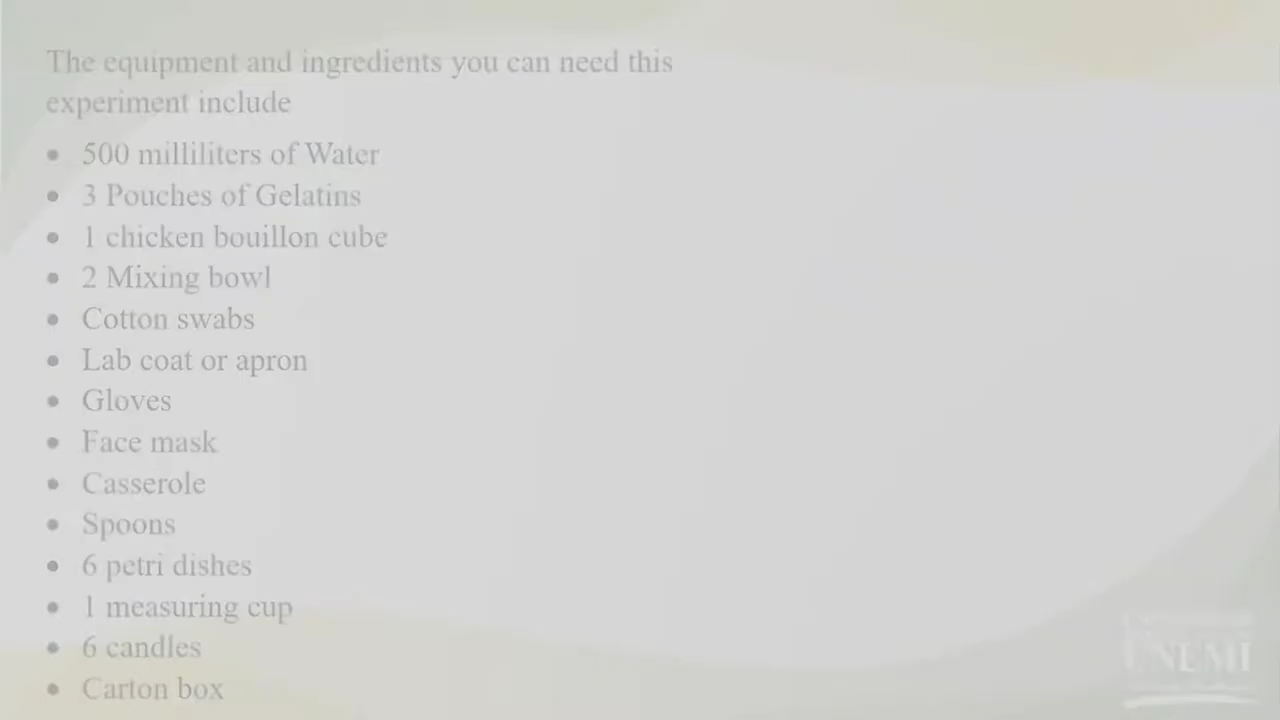 The equipment and ingredients you can need this
experiment include
• 500 milliliters of Water
• 3 Pouches of Gelatins
• 1 chicken bouillon cube
• 2 Mixing bowl
• Cotton swabs
• Lab coat or apron
• Gloves
• Face mask
• Casserole
• Spoons
• 6 petri dishes
• 1 measuring cup
• 6 candles
• Carton box